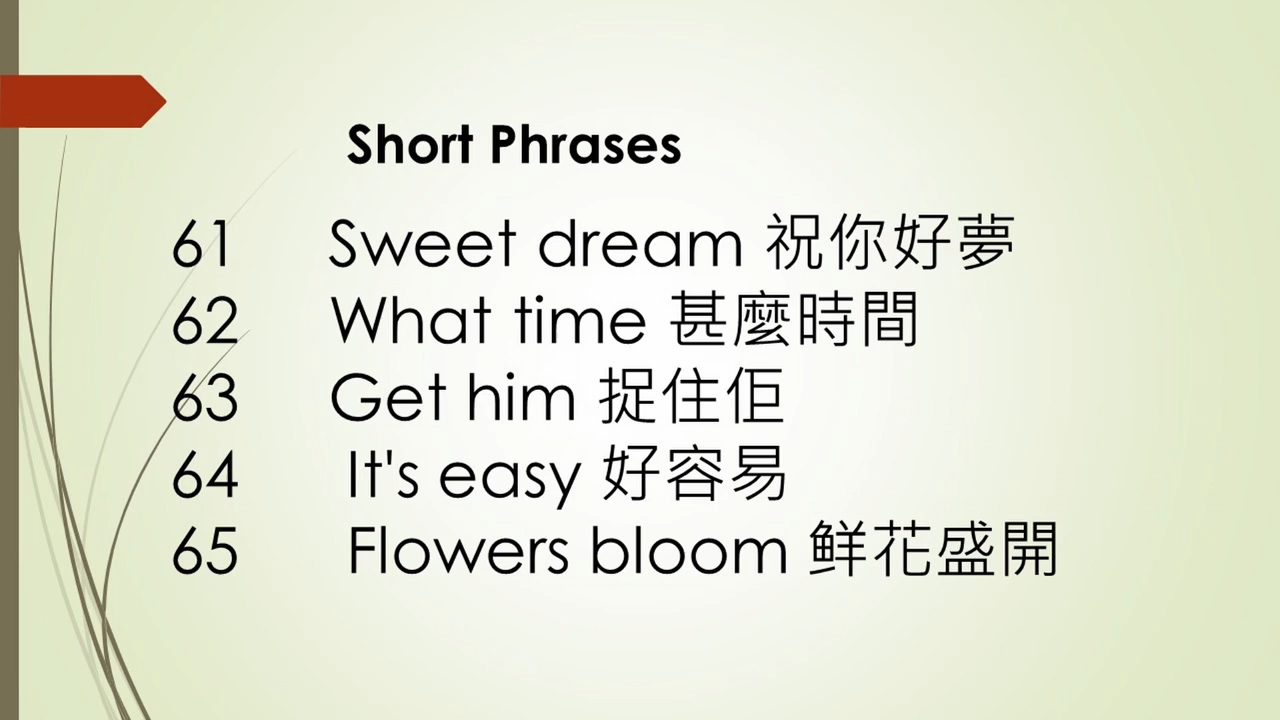 Short Phrases
61 Sweet dream 祝你好夢
62 What time 甚麼時間
63 Get him 捉住佢
64 It's easy 好容易
65 Flowers bloom 鮮花盛開